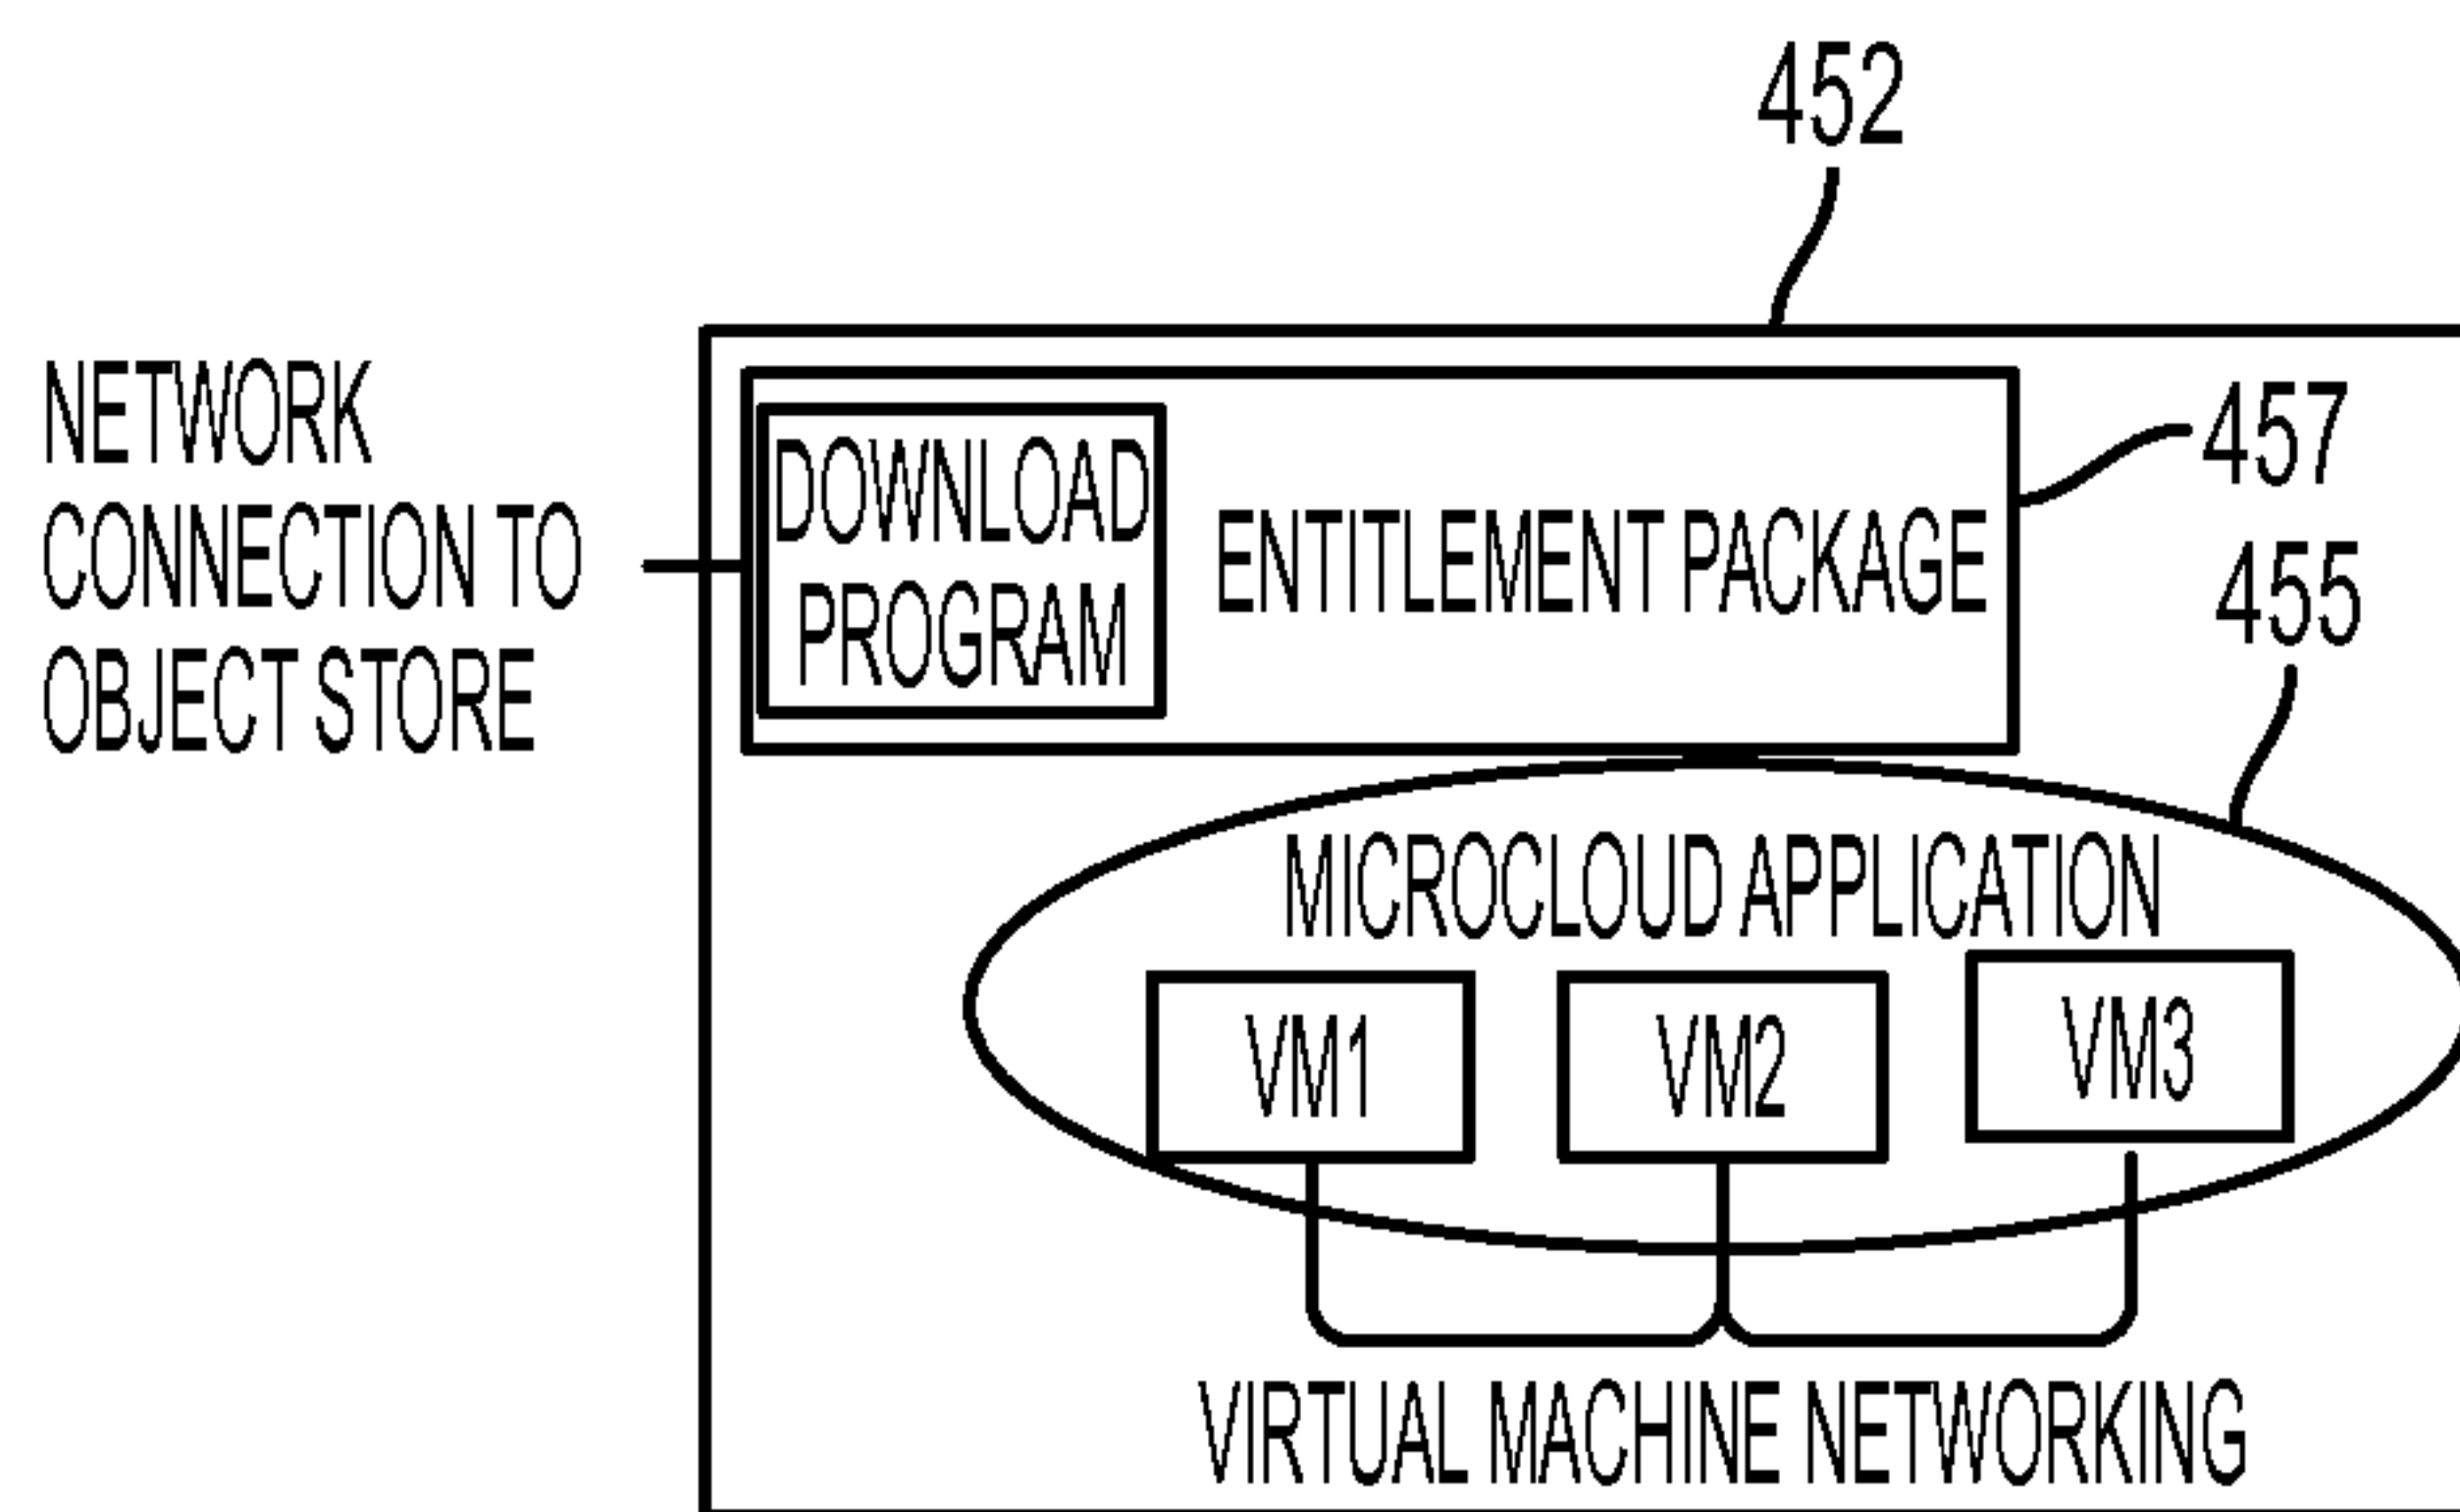 452
NETWORK
CONNECTION TO
OBJECT STORE
DOWNLOAD
PROGRAM
ENTITLEMENT PACKAGE
457
455
MICROCLOUD APPLICATION
VM1
VM2
VM3
VIRTUAL MACHINE NETWORKING